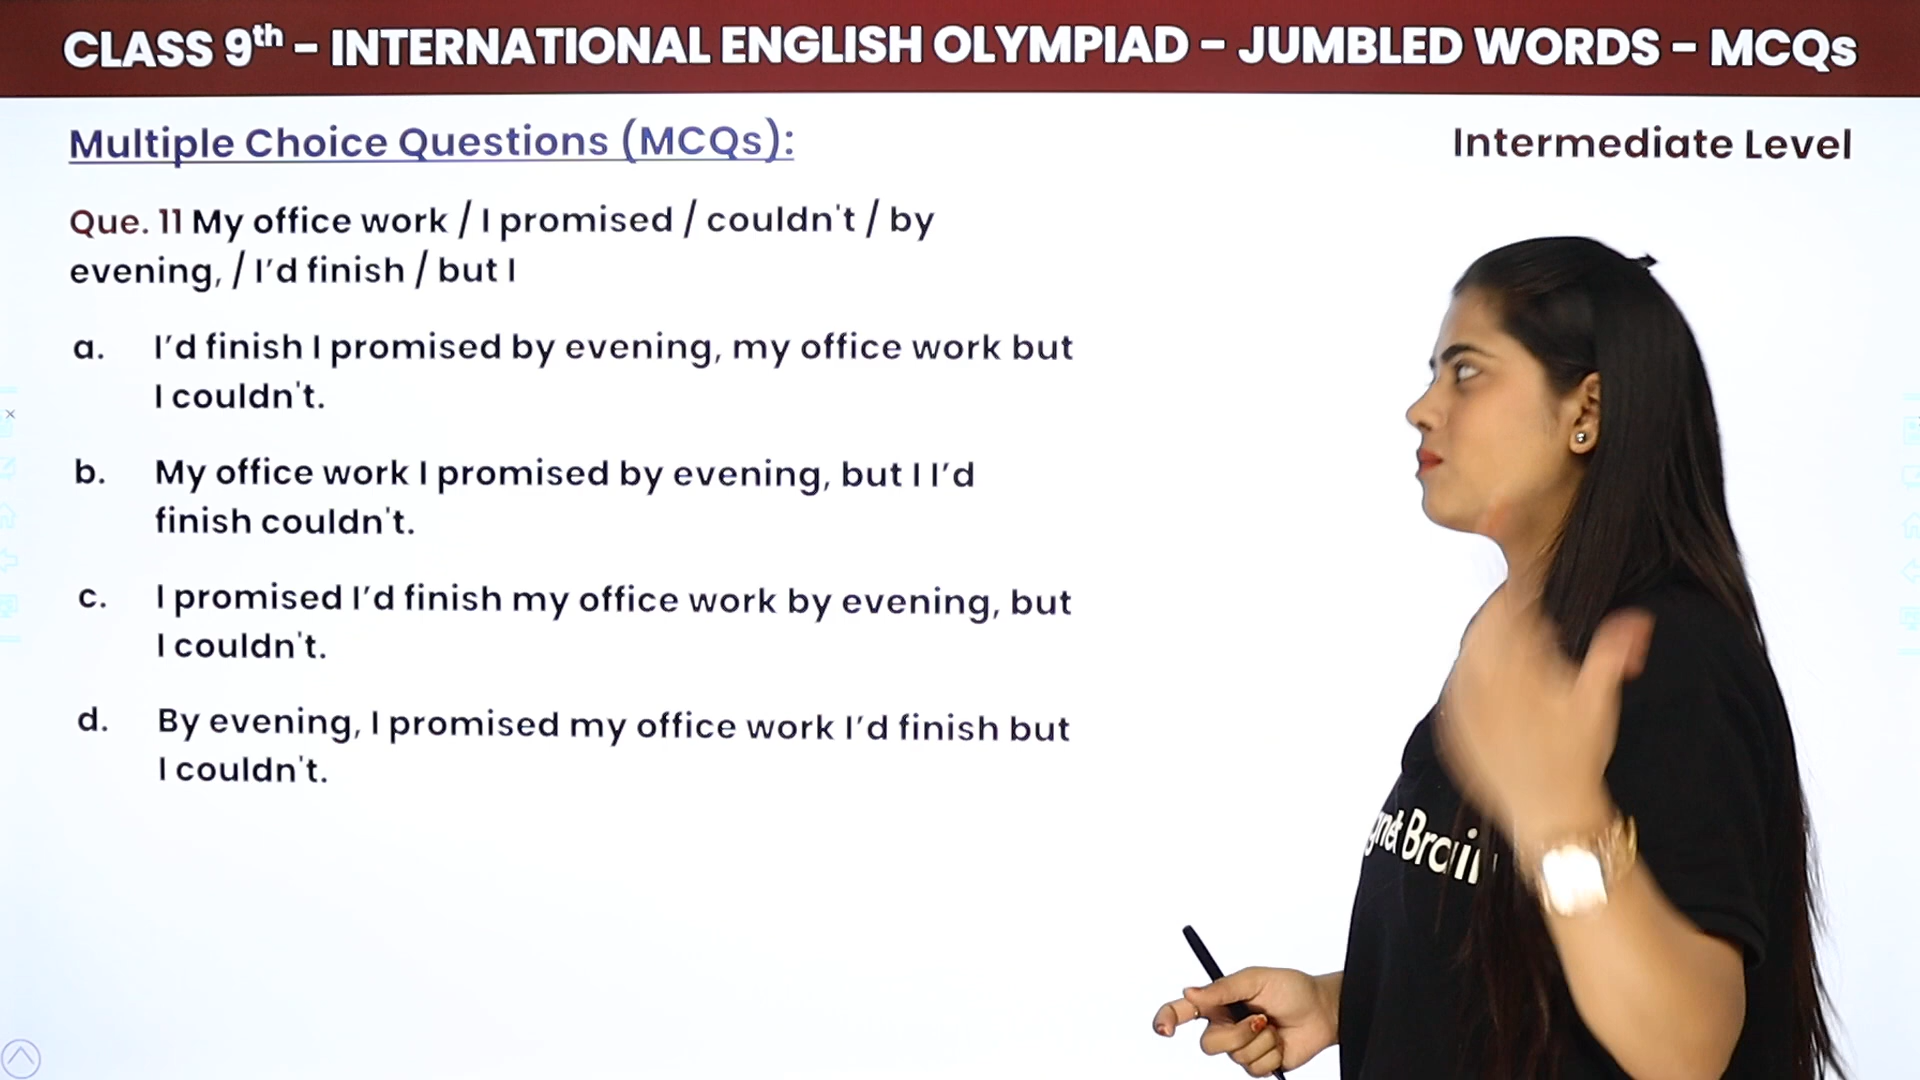 CLASS 9th – INTERNATIONAL ENGLISH OLYMPIAD – JUMBLED WORDS – MCQs
Multiple Choice Questions (MCQs):
Intermediate Level
Que. 11 My office work / I promised / couldn't / by
evening, / I’d finish / but I
a. I’d finish I promised by evening, my office work but
I couldn't.
b. My office work I promised by evening, but I I’d
finish couldn't.
c. I promised I’d finish my office work by evening, but
I couldn't.
d. By evening, I promised my office work I’d finish but
I couldn't.